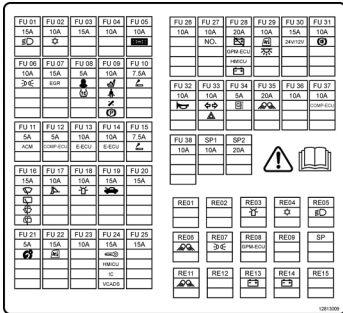 FU 01 FU 02 FU 03 FU 04 FU 05
15A 10A 15A 10A 10A
FU 06 FU 07 FU 08 FU 09 FU 10
10A 15A 5A 10A 7.5A
EGR
FU 11 FU 12 FU 13 FU 14 FU 15
5A 5A 10A 10A 7.5A
ACM COMP-ECU E-ECU E-ECU
FU 16 FU 17 FU 18 FU 19 FU 20
15A 10A 10A 15A 15A
FU 21 FU 22 FU 23 FU 24 FU 25
5A 10A 10A 15A 15A
HMICU
IC
VCADS
FU 26 FU 27 FU 28 FU 29 FU 30 FU 31
10A 10A 20A 10A 15A 10A
NO. 24V/12V
GPM-ECU
HMICU
FU 32 FU 33 FU 34 FU 35 FU 36 FU 37
10A 10A 5A 20A 10A 10A
COMP-ECU
FU 38 SP1 SP2
10A 10A 20A
RE01 RE02 RE03 RE04 RE05
RE06 RE07 RE08 RE09 SP
GPM-ECU
RE11 RE12 RE13 RE14 RE15
12813009